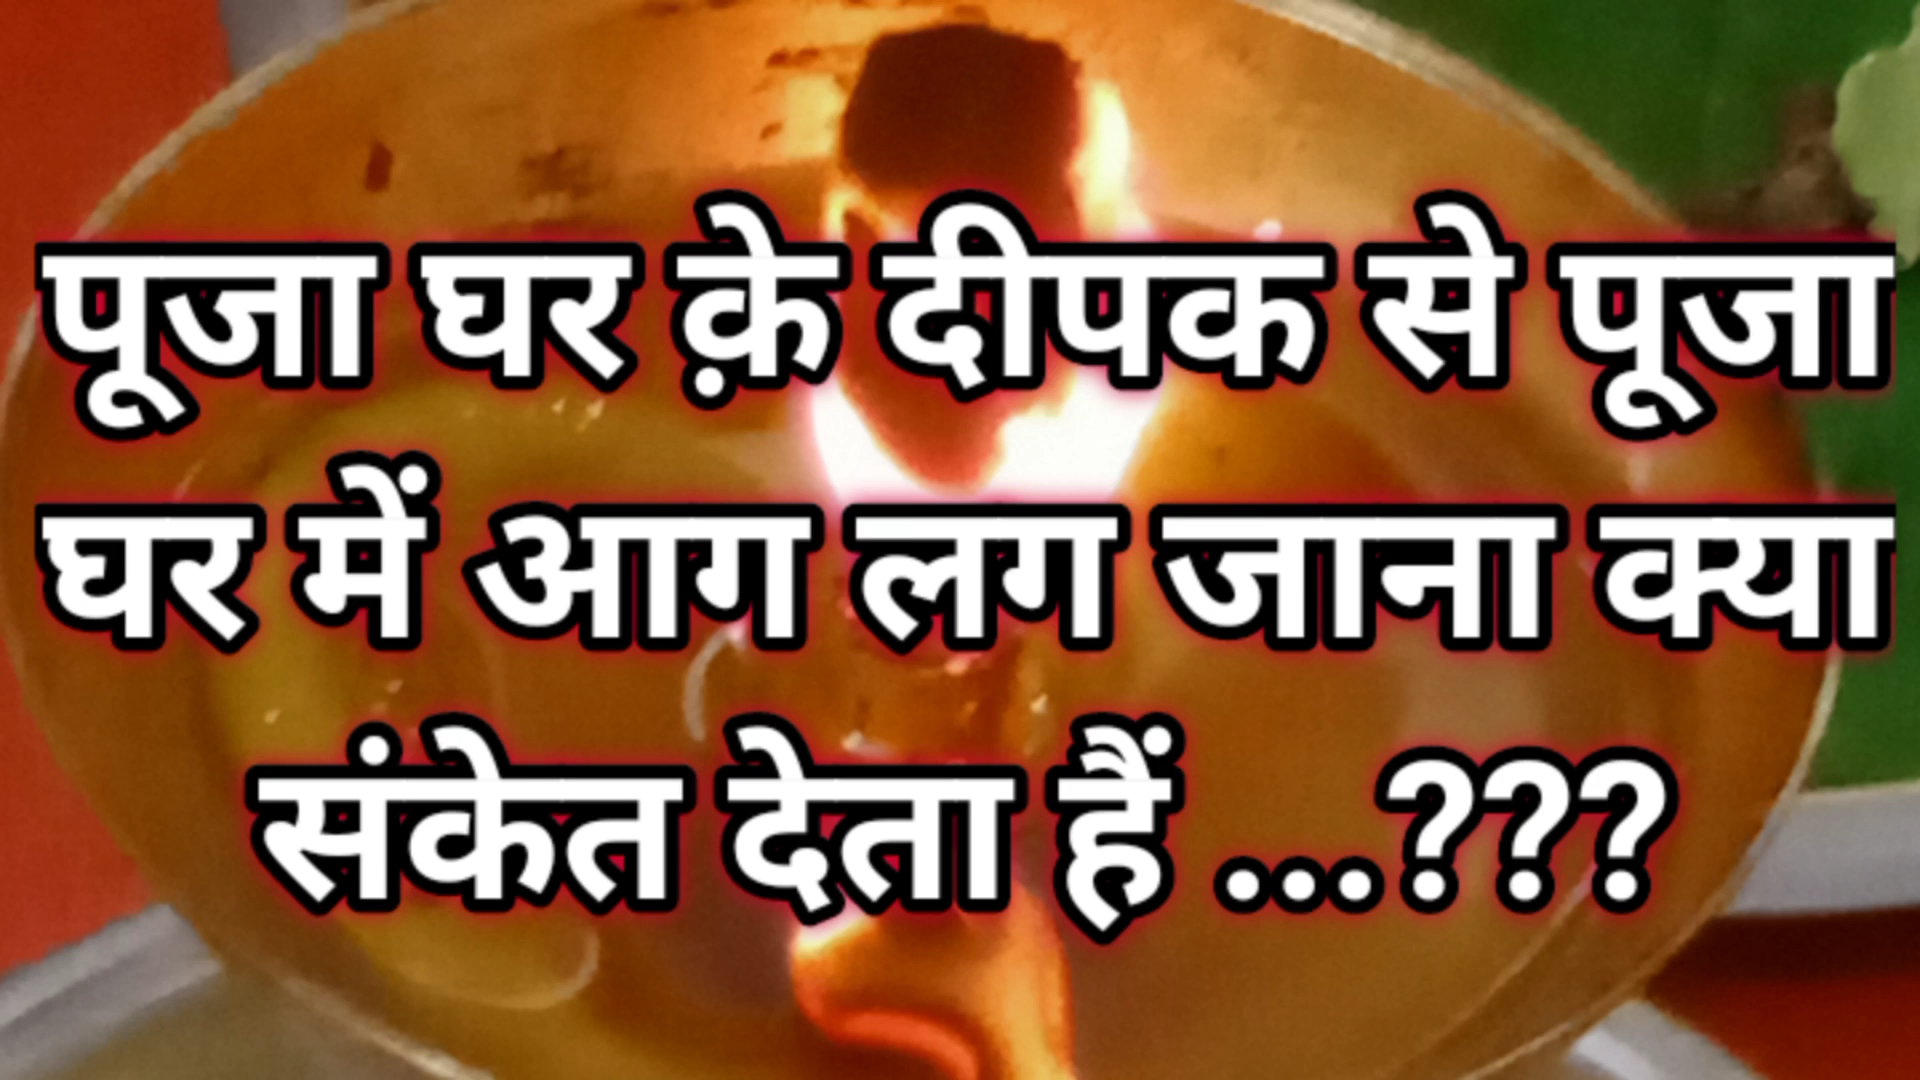 पूजा घर क़े दीपक से पूजा
घर में आग लग जाना क्या
संकेत देता हैं ...???